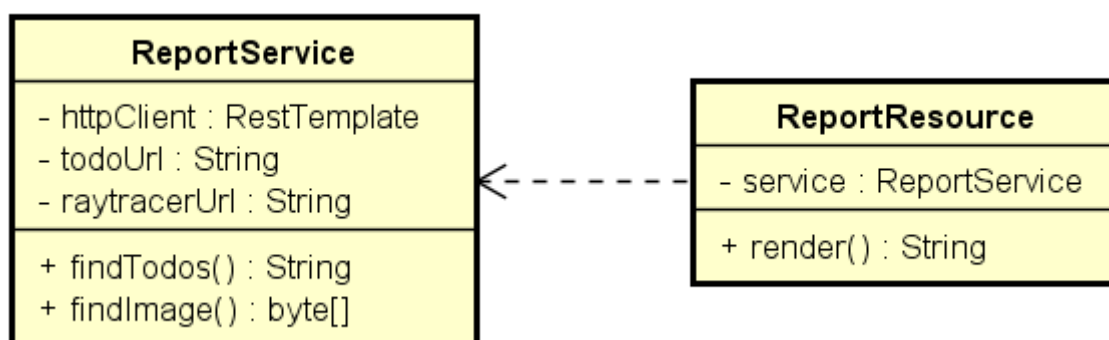 ReportService
- httpClient : RestTemplate
- todoUrl : String
- raytracerUrl : String
+ findTodos() : String
+ findImage() : byte[]
ReportResource
- service : ReportService
+ render() : String